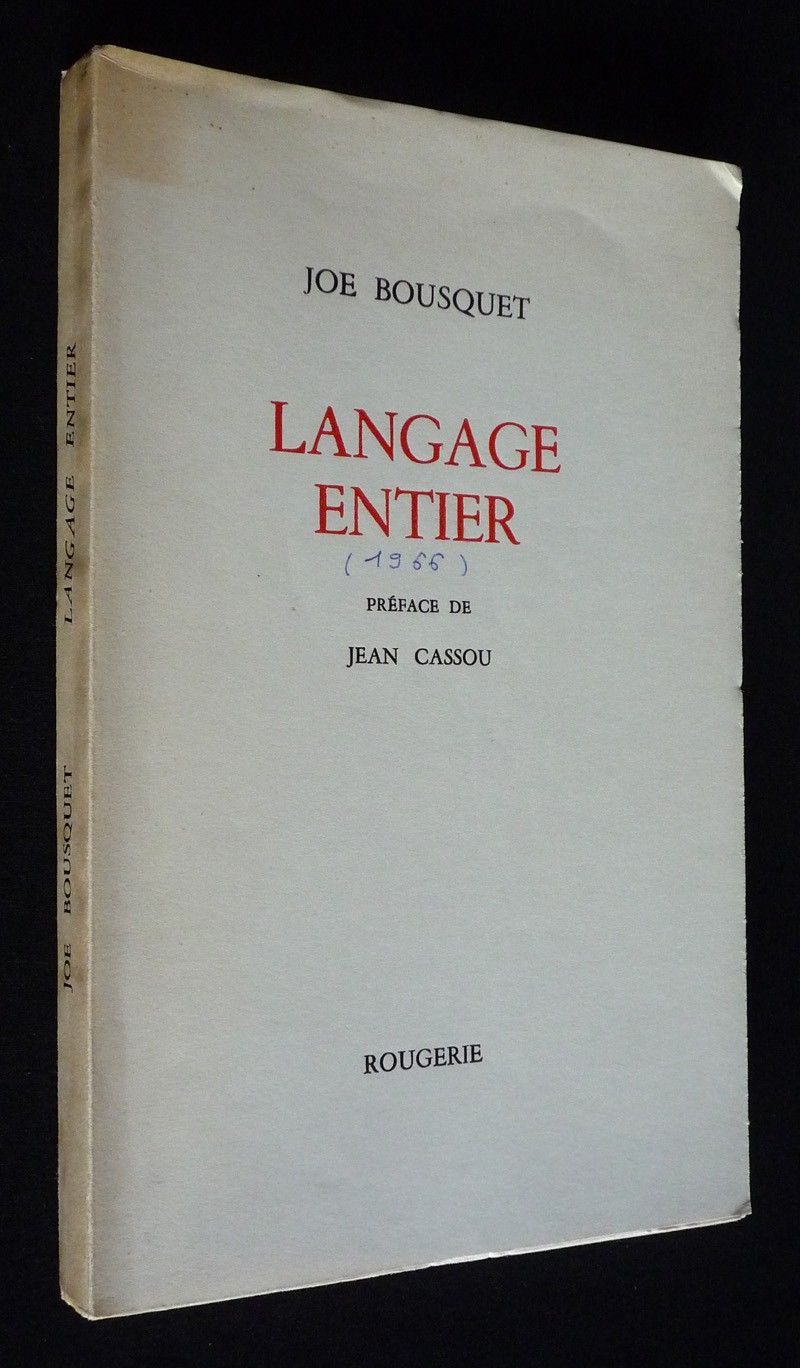 JOE BOUSQUET
LANGAGE
ENTIER
(1966)
PRÉFACE DE
JEAN CASSOU
ROUGERIE
JOE BOUSQUET LANGAGE ENTIER